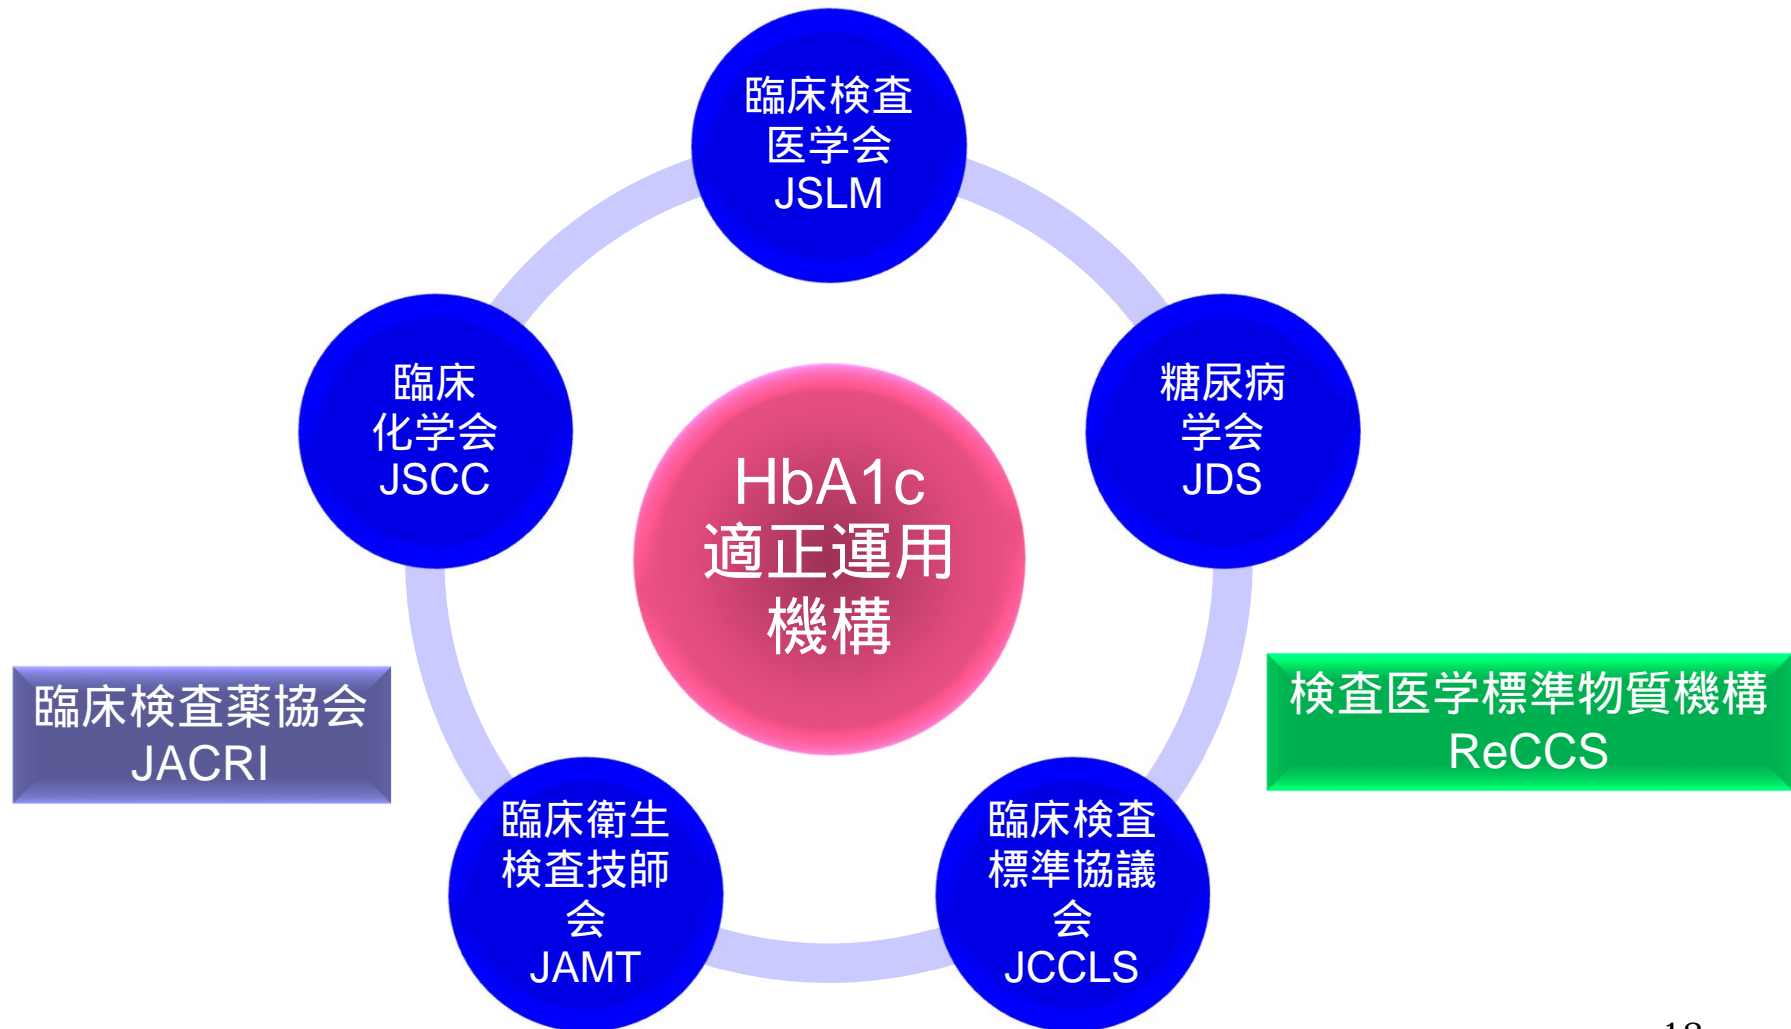 臨床検査
医学会
JSLM
臨床
化学会
JSCC
糖尿病
学会
JDS
HbA1c
適正運用
機構
臨床検査薬協会
JACRI
検査医学標準物質機構
ReCCS
臨床衛生
検査技師
会
JAMT
臨床検査
標準協議
会
JCCLS